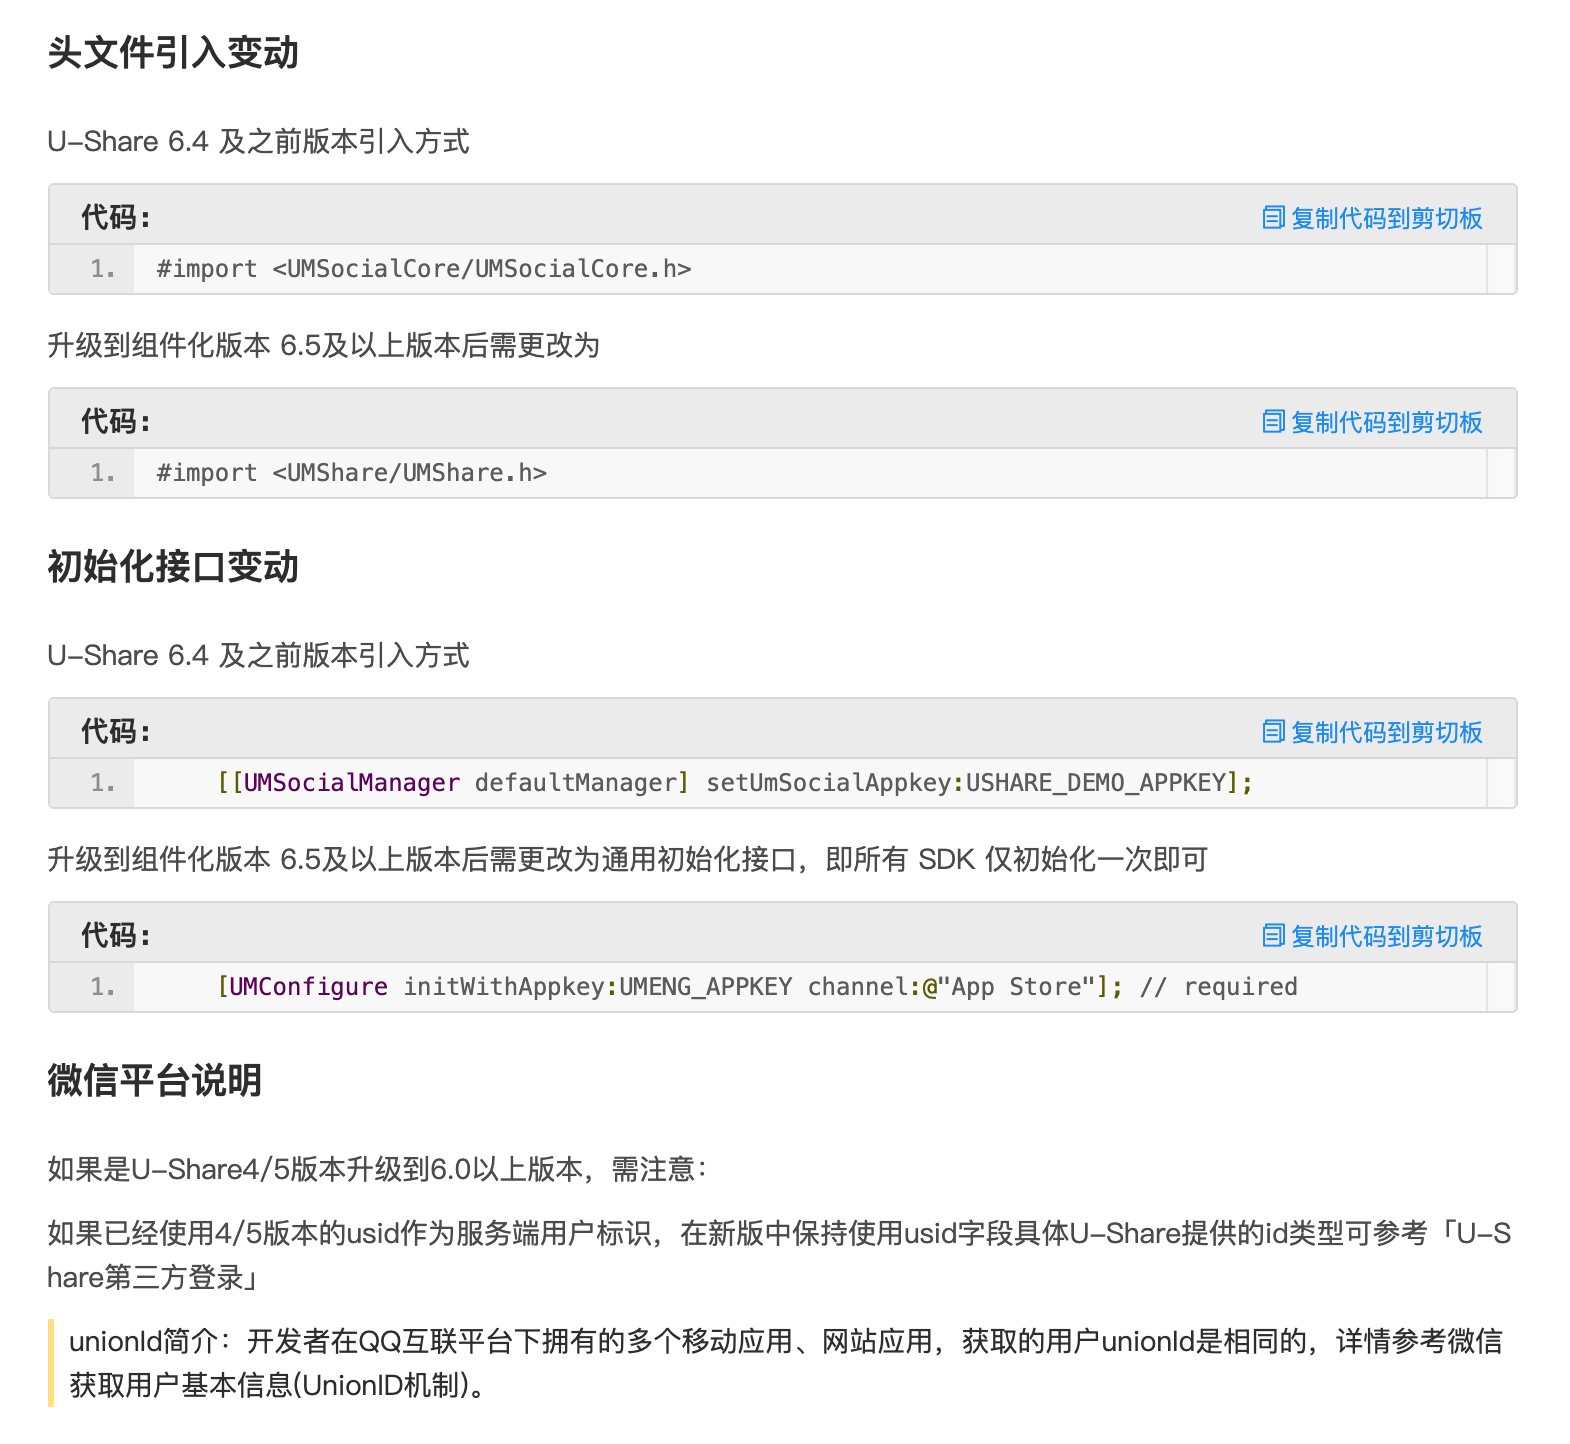 头文件引入变动
U-Share 6.4 及之前版本引入方式
代码：
复制代码到剪切板
1. #import <UMSocialCore/UMSocialCore.h>
升级到组件化版本 6.5及以上版本后需更改为
代码：
复制代码到剪切板
1. #import <UMShare/UMShare.h>
初始化接口变动
U-Share 6.4 及之前版本引入方式
代码：
复制代码到剪切板
1. [[UMSocialManager defaultManager] setUmSocialAppkey:USHARE_DEMO_APPKEY];
升级到组件化版本 6.5及以上版本后需更改为通用初始化接口，即所有 SDK 仅初始化一次即可
代码：
复制代码到剪切板
1. [UMConfigure initWithAppkey:UMENG_APPKEY channel:@"App Store"]; // required
微信平台说明
如果是U-Share4/5版本升级到6.0以上版本，需注意：
如果已经使用4/5版本的usid作为服务端用户标识，在新版中保持使用usid字段具体U-Share提供的id类型可参考「U-S
hare第三方登录」
unionId简介：开发者在QQ互联平台下拥有的多个移动应用、网站应用，获取的用户unionId是相同的，详情参考微信
获取用户基本信息(UnionID机制)。